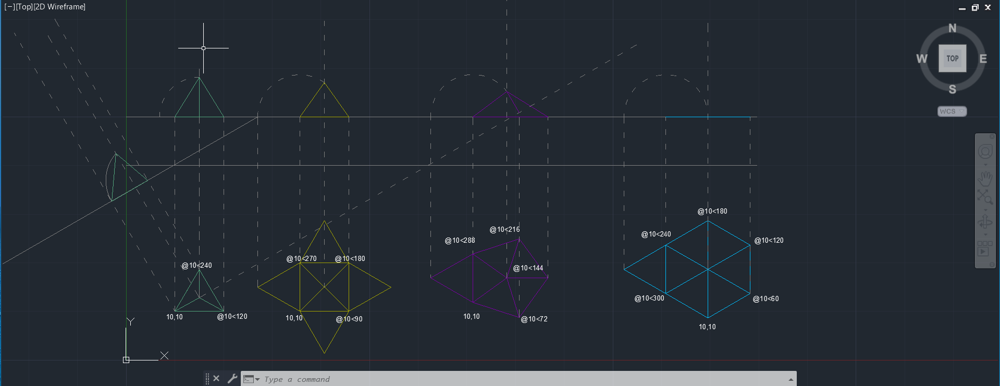 [−][Top][2D Wireframe]
N
W
TOP
E
S
WCS
@10<180
@10<216
@10<240
@10<288
@10<120
@10<270
@10<180
@10<240
@10<144
@10<300
@10<60
10,10
@10<120
10,10
@10<90
10,10
@10<72
10,10
Y
X
Type a command